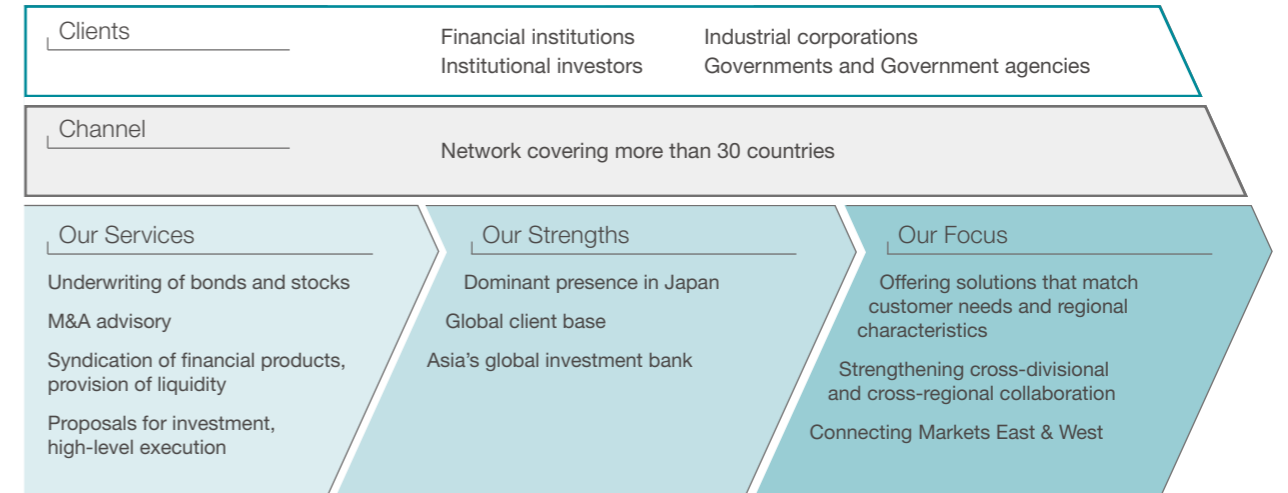 Clients
Financial institutions
Industrial corporations
Institutional investors
Governments and Government agencies
Channel
Network covering more than 30 countries
Our Services
Underwriting of bonds and stocks
M&A advisory
Syndication of financial products,
provision of liquidity
Proposals for investment,
high-level execution
Our Strengths
Dominant presence in Japan
Global client base
Asia’s global investment bank
Our Focus
Offering solutions that match
customer needs and regional
characteristics
Strengthening cross-divisional
and cross-regional collaboration
Connecting Markets East & West